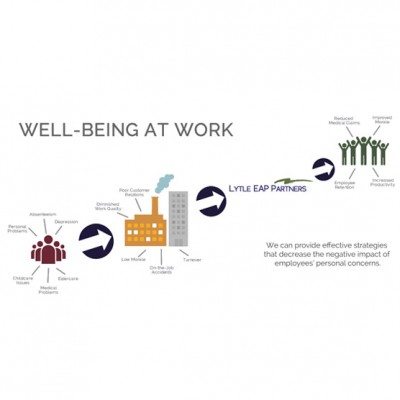 WELL-BEING AT WORK
Reduced
Medical Claims
Improved
Morale
Employee
Retention
Increased
Productivity
LYTLE EAP PARTNERS
Poor Customer
Relations
Diminished
Work Quality
Low Morale
On-the-Job
Accidents
Turnover
Absenteeism
Depression
Personal
Problems
Childcare
Issues
Medical
Problems
Eldercare
We can provide effective strategies
that decrease the negative impact of
employees' personal concerns.